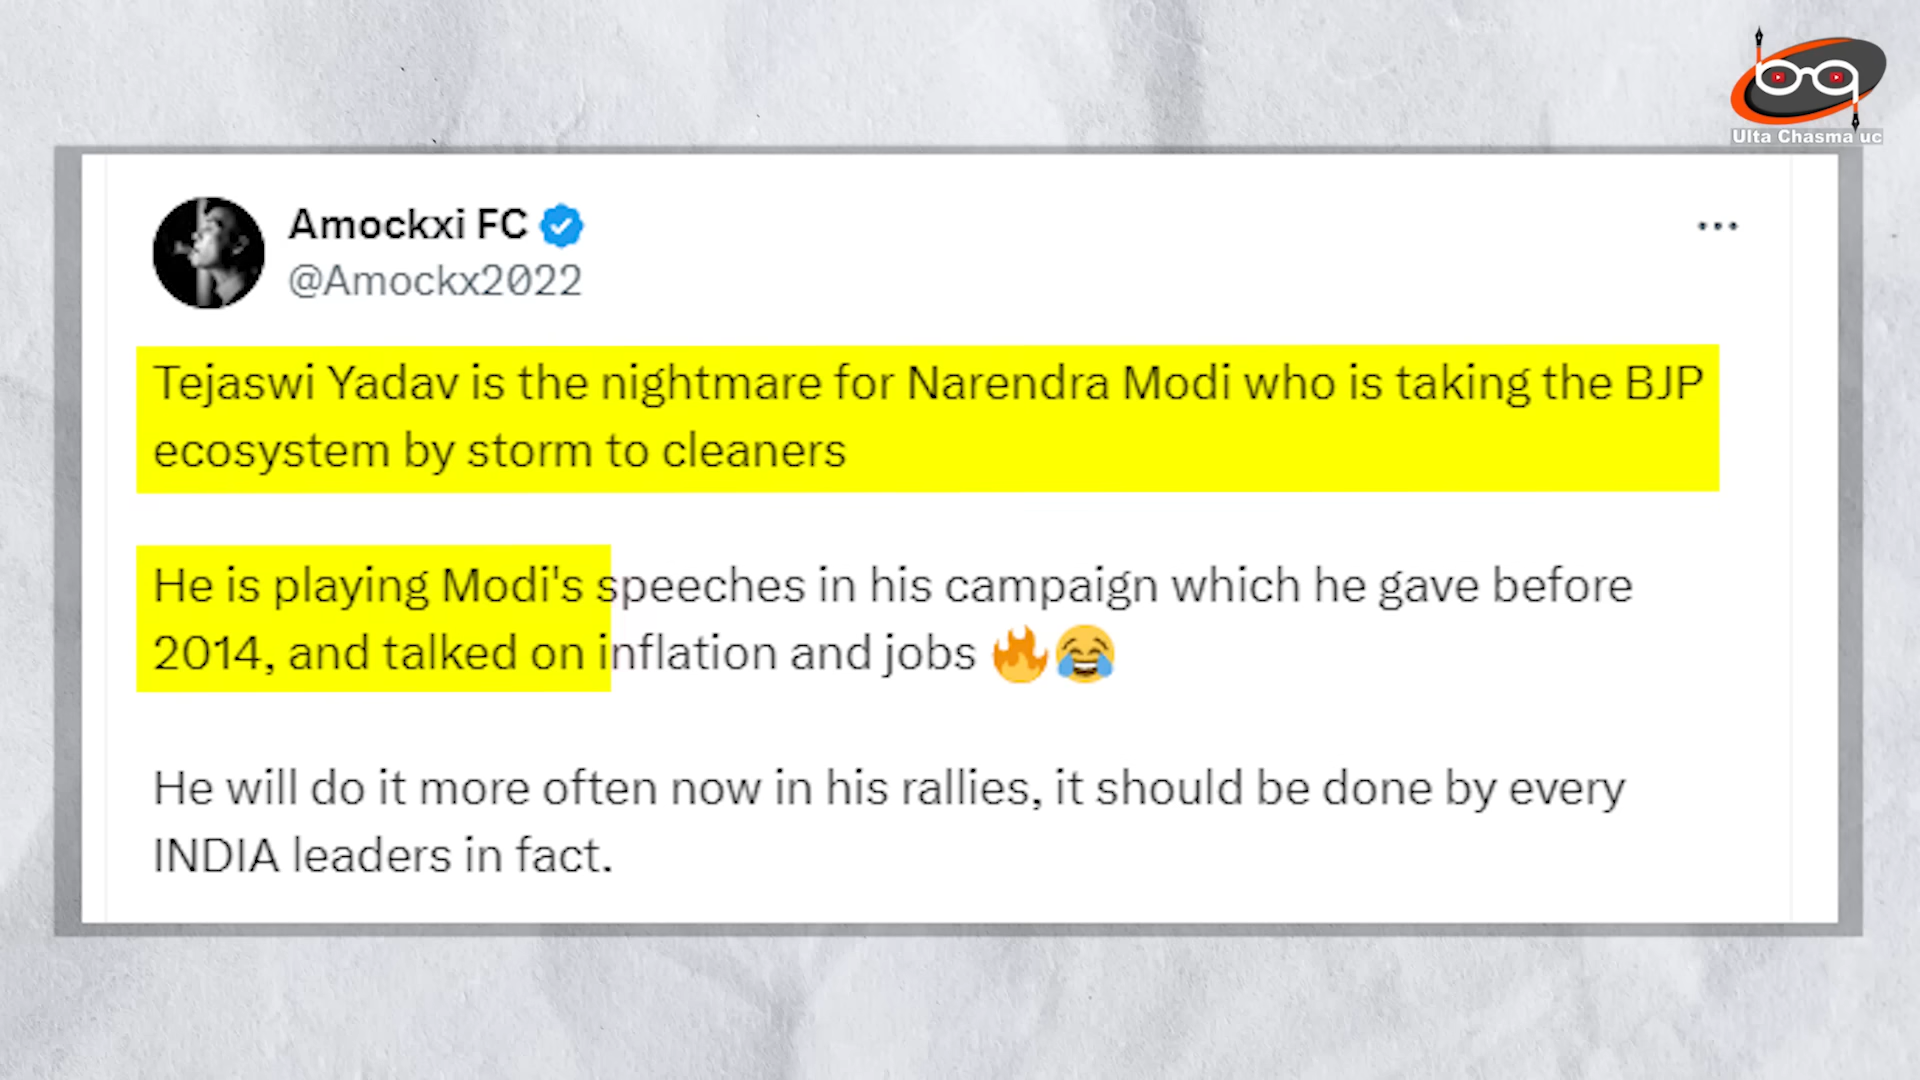 Ulta Chasma uc
Amockxi FC
@Amockx2022
Tejaswi Yadav is the nightmare for Narendra Modi who is taking the BJP
ecosystem by storm to cleaners
He is playing Modi's speeches in his campaign which he gave before
2014, and talked on inflation and jobs 🔥😂
He will do it more often now in his rallies, it should be done by every
INDIA leaders in fact.